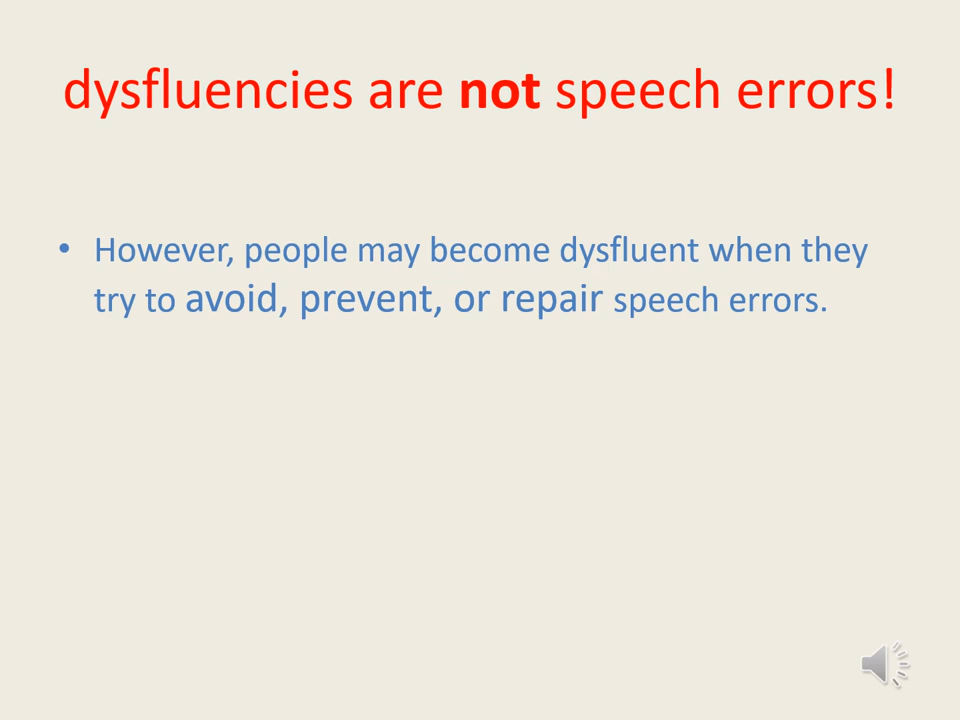 dysfluencies are not speech errors!
• However, people may become dysfluent when they
try to avoid, prevent, or repair speech errors.